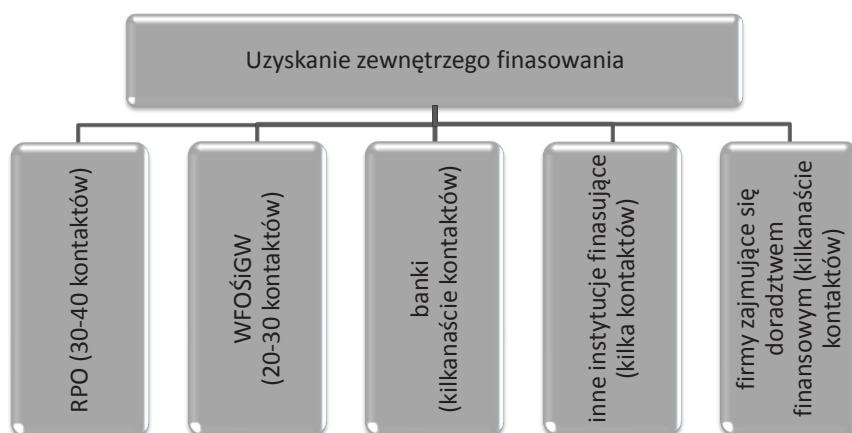 Uzyskanie zewnętrzego finasowania
RPO (30-40 kontaktów)
WFOŚiGW
(20-30 kontaktów)
banki
(kilkanaście kontaktów)
inne instytucje finasujące
(kilka kontaktów)
firmy zajmujące się
doradztwem
finansowym (kilkanaście
kontaktów)